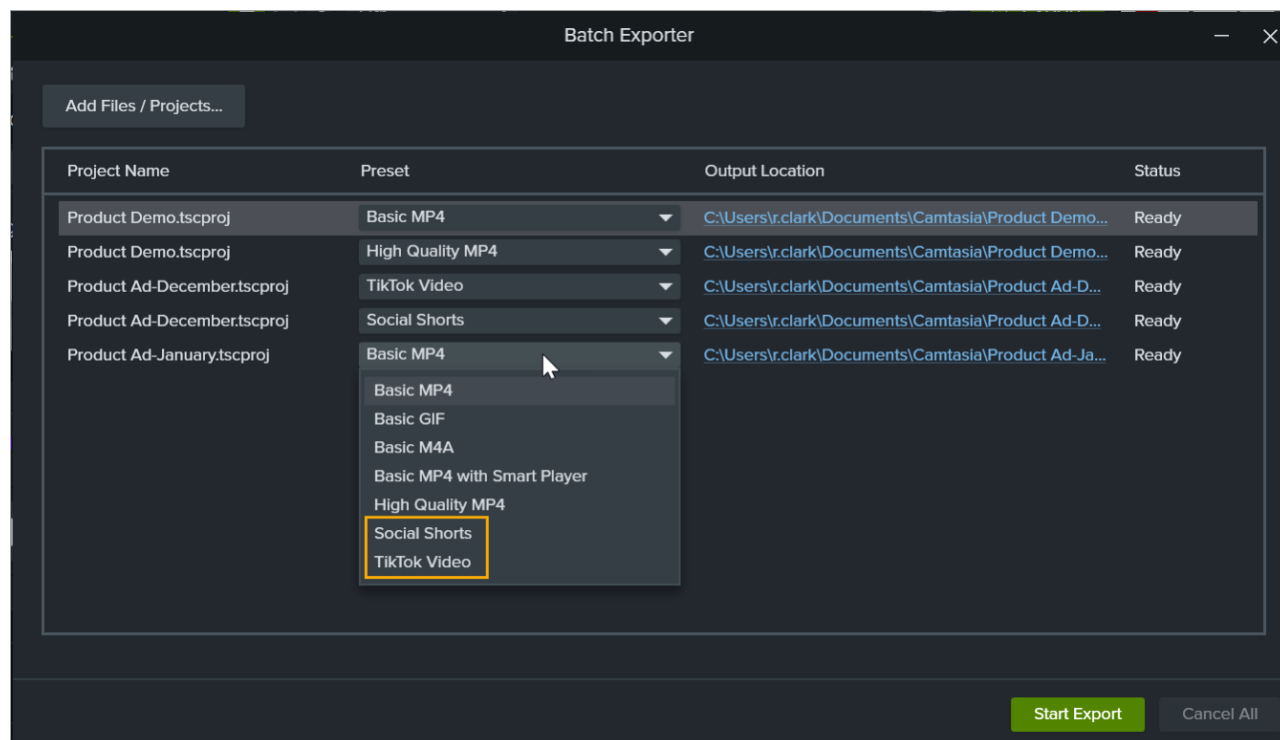 Batch Exporter
Add Files / Projects...
Project Name Preset Output Location Status
Product Demo.tscproj Basic MP4 C:\Users\r.clark\Documents\Camtasia\Product Demo... Ready
Product Demo.tscproj High Quality MP4 C:\Users\r.clark\Documents\Camtasia\Product Demo... Ready
Product Ad-December.tscproj TikTok Video C:\Users\r.clark\Documents\Camtasia\Product Ad-D... Ready
Product Ad-December.tscproj Social Shorts C:\Users\r.clark\Documents\Camtasia\Product Ad-D... Ready
Product Ad-January.tscproj Basic MP4 C:\Users\r.clark\Documents\Camtasia\Product Ad-Ja... Ready
Basic MP4
Basic GIF
Basic M4A
Basic MP4 with Smart Player
High Quality MP4
Social Shorts
TikTok Video
Start Export Cancel All